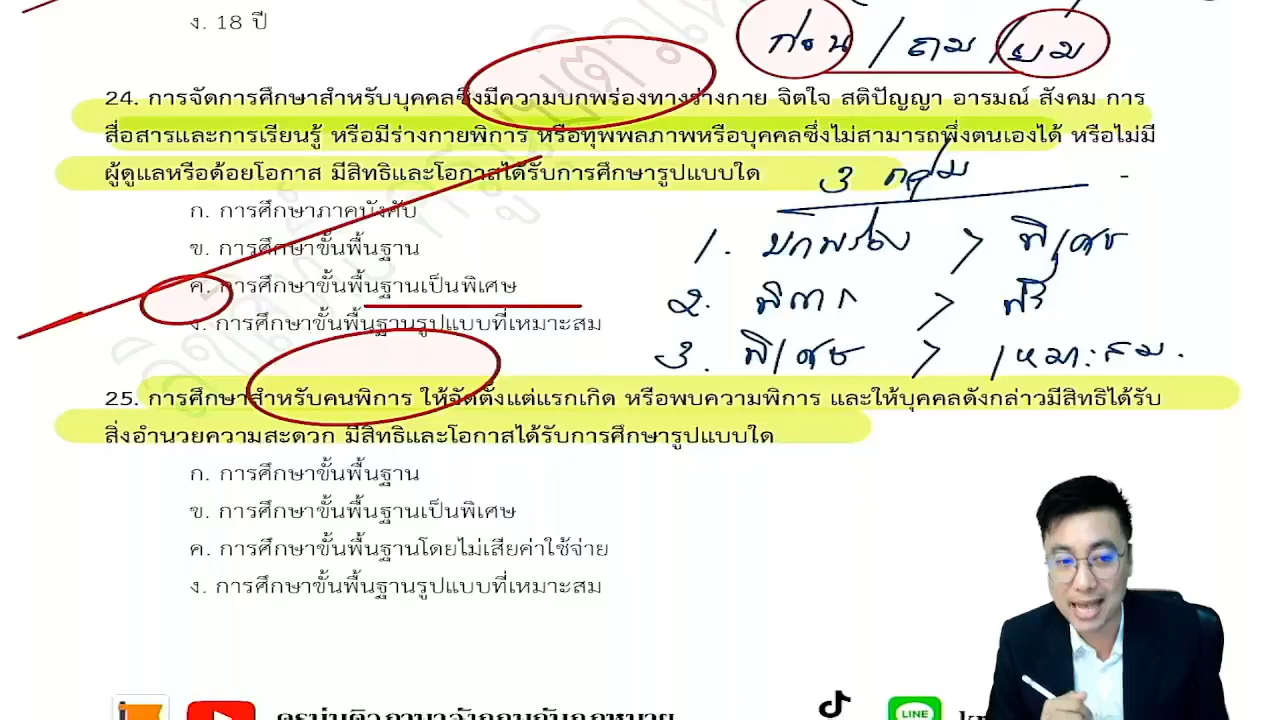 ง. 18 ปี
ก่อน / ถม / ยม
24. การจัดการศึกษาสำหรับบุคคลซึ่งมีความบกพร่องทางร่างกาย จิตใจ สติปัญญา อารมณ์ สังคม การ
สื่อสารและการเรียนรู้ หรือมีร่างกายพิการ หรือทุพพลภาพหรือบุคคลซึ่งไม่สามารถพึ่งตนเองได้ หรือไม่มี
ผู้ดูแลหรือด้อยโอกาส มีสิทธิและโอกาสได้รับการศึกษารูปแบบใด
3 กลุ่ม
ก. การศึกษาภาคบังคับ
ข. การศึกษาขั้นพื้นฐาน
ค. การศึกษาขั้นพื้นฐานเป็นพิเศษ
ง. การศึกษาขั้นพื้นฐานรูปแบบที่เหมาะสม
1. บกพร่อง > พิเศษ
2. พิการ > ฟรี
3. พิเศษ > เหมาะสม.
25. การศึกษาสำหรับคนพิการ ให้จัดตั้งแต่แรกเกิด หรือพบความพิการ และให้บุคคลดังกล่าวมีสิทธิได้รับ
สิ่งอำนวยความสะดวก มีสิทธิและโอกาสได้รับการศึกษารูปแบบใด
ก. การศึกษาขั้นพื้นฐาน
ข. การศึกษาขั้นพื้นฐานเป็นพิเศษ
ค. การศึกษาขั้นพื้นฐานโดยไม่เสียค่าใช้จ่าย
ง. การศึกษาขั้นพื้นฐานรูปแบบที่เหมาะสม
LINE